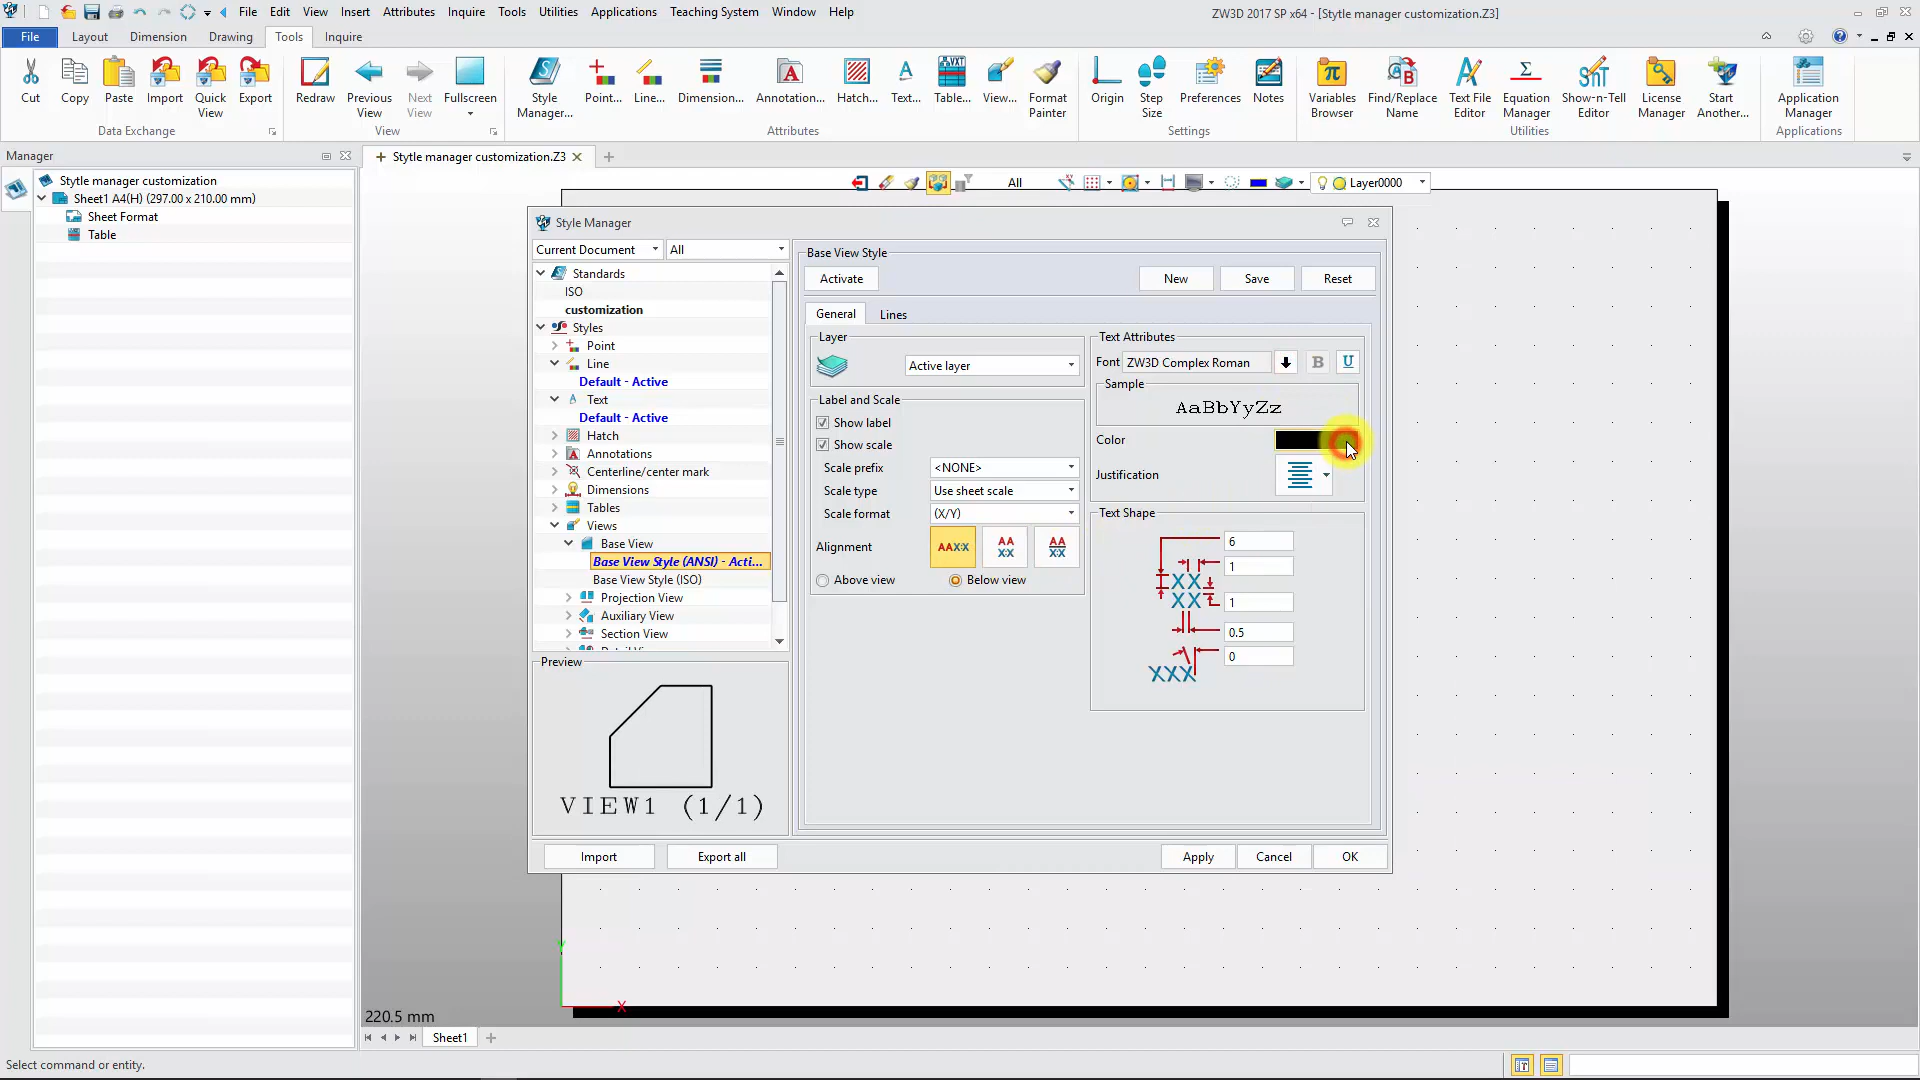 File Edit View Insert Attributes Inquire Tools Utilities Applications Teaching System Window Help
ZW3D 2017 SP x64 - [Stytle manager customization.Z3]
File Layout Dimension Drawing Tools Inquire
Cut Copy Paste Import Quick View Export
Redraw Previous View Next View Fullscreen
Style Manager... Point... Line... Dimension... Annotation... Hatch... Text... Table... View... Format Painter
Origin Step Size Preferences Notes
Variables Browser Find/Replace Name Text File Editor Equation Manager Show-n-Tell Editor License Manager Start Another...
Application Manager
Data Exchange View Attributes Settings Utilities Applications
Manager
Stytle manager customization.Z3
Stytle manager customization
Sheet1 A4(H) (297.00 x 210.00 mm)
Sheet Format
Table
All
Layer0000
Style Manager
Current Document
All
Standards
ISO
customization
Styles
Point
Line
Default - Active
Text
Default - Active
Hatch
Annotations
Centerline/center mark
Dimensions
Tables
Views
Base View
Base View Style (ANSI) - Acti...
Base View Style (ISO)
Projection View
Auxiliary View
Section View
Preview
VIEW1 (1/1)
Base View Style
Activate New Save Reset
General Lines
Layer
Active layer
Label and Scale
Show label
Show scale
Scale prefix <NONE>
Scale type Use sheet scale
Scale format (X/Y)
Alignment
AAX:X
AA
X:X
AA
X:X
Above view Below view
Text Attributes
Font ZW3D Complex Roman B U
Sample
AaBbYyZz
Color
Justification
Text Shape
6
1
XX
XX
1
0.5
0
XXX
Import Export all Apply Cancel OK
Y
X
220.5 mm
Sheet1
Select command or entity.